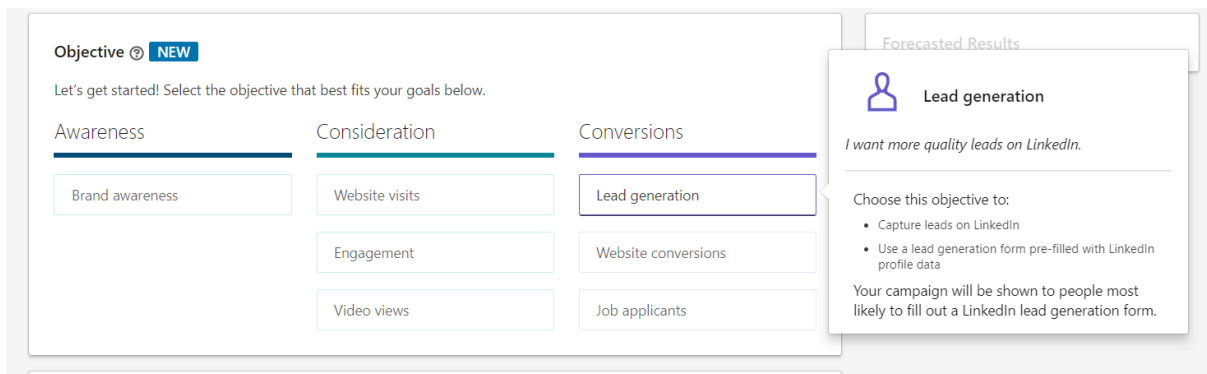 Objective ? NEW
Let's get started! Select the objective that best fits your goals below.
Awareness
Consideration
Conversions
Brand awareness
Website visits
Lead generation
Engagement
Website conversions
Video views
Job applicants
Forecasted Results
Lead generation
I want more quality leads on LinkedIn.
Choose this objective to:
• Capture leads on LinkedIn
• Use a lead generation form pre-filled with LinkedIn
profile data
Your campaign will be shown to people most
likely to fill out a LinkedIn lead generation form.